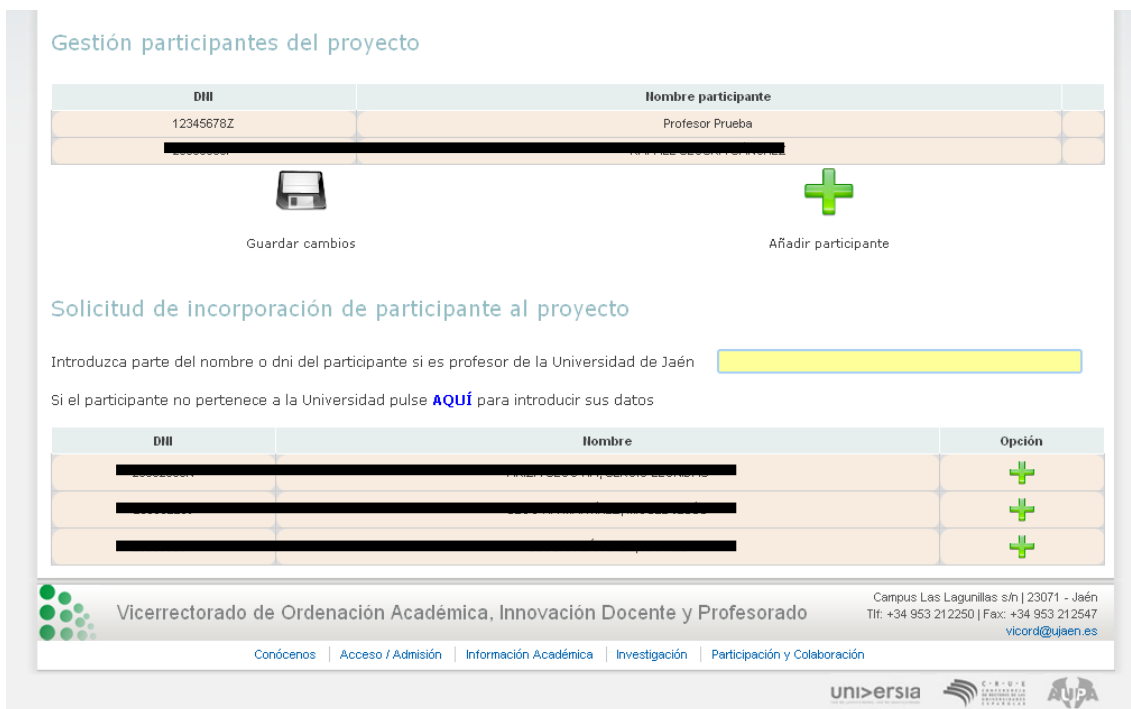 Gestión participantes del proyecto
DNI Nombre participante
12345678Z Profesor Prueba
Guardar cambios Añadir participante
Solicitud de incorporación de participante al proyecto
Introduzca parte del nombre o dni del participante si es profesor de la Universidad de Jaén
Si el participante no pertenece a la Universidad pulse AQUÍ para introducir sus datos
DNI Nombre Opción
Vicerrectorado de Ordenación Académica, Innovación Docente y Profesorado
Campus Las Lagunillas s/n | 23071 - Jaén
Tlf: +34 953 212250 | Fax: +34 953 212547
vicord@ujaen.es
Conócenos | Acceso / Admisión | Información Académica | Investigación | Participación y Colaboración
uni>ersia
C·R·U·E
AUPA